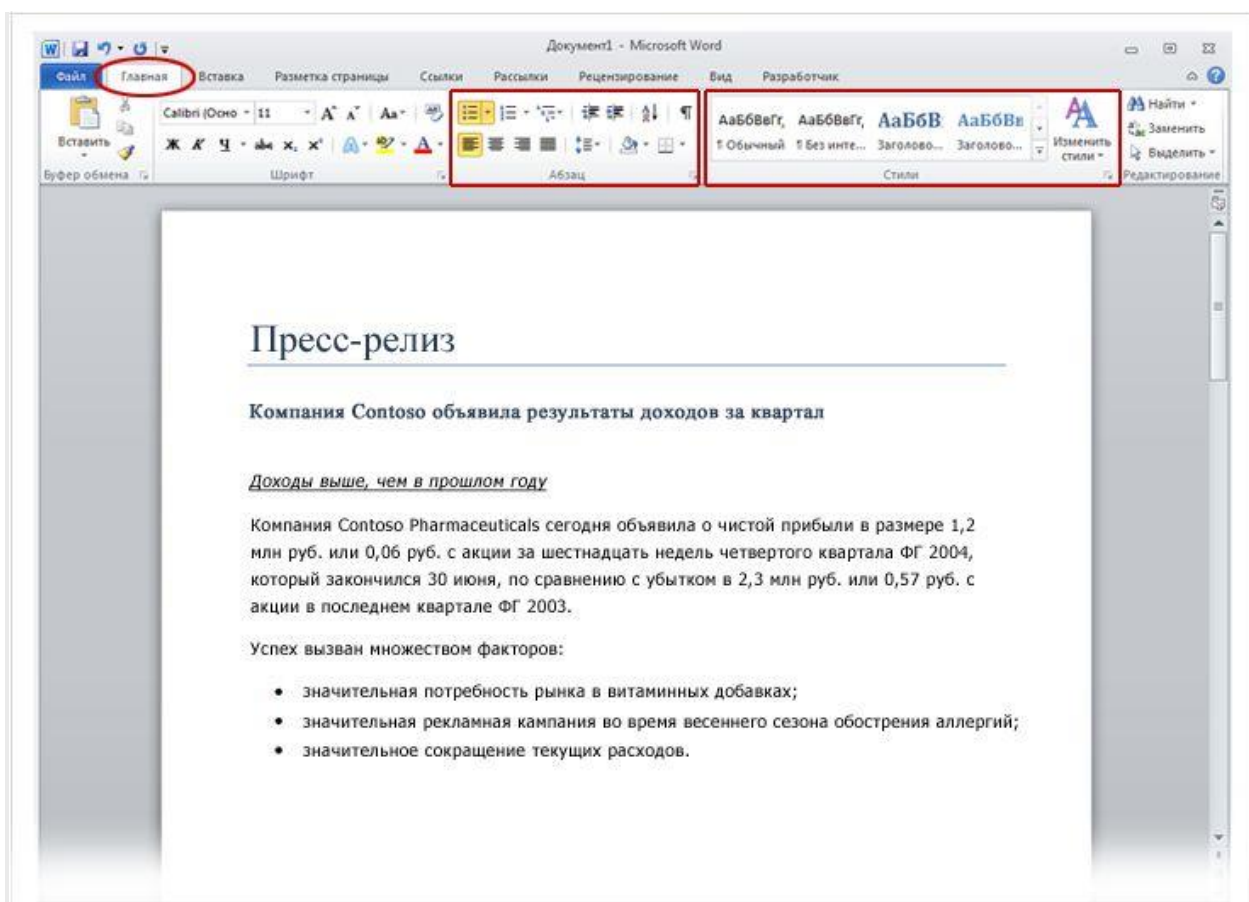 Документ1 - Microsoft Word
Файл Главная Вставка Разметка страницы Ссылки Рассылки Рецензирование Вид Разработчик
Вставить
Calibri (Осно 11
Aa
Ж К Ч abc x₂ x² A
АаБбВвГг, АаБбВвГг, АаБбВ АаБбВв
¶ Обычный ¶ Без инте... Заголово... Заголово...
Изменить стили
Найти
Заменить
Выделить
Буфер обмена Шрифт Абзац Стили Редактирование
Пресс-релиз
Компания Contoso объявила результаты доходов за квартал
Доходы выше, чем в прошлом году
Компания Contoso Pharmaceuticals сегодня объявила о чистой прибыли в размере 1,2
млн руб. или 0,06 руб. с акции за шестнадцать недель четвертого квартала ФГ 2004,
который закончился 30 июня, по сравнению с убытком в 2,3 млн руб. или 0,57 руб. с
акции в последнем квартале ФГ 2003.
Успех вызван множеством факторов:
• значительная потребность рынка в витаминных добавках;
• значительная рекламная кампания во время весеннего сезона обострения аллергий;
• значительное сокращение текущих расходов.